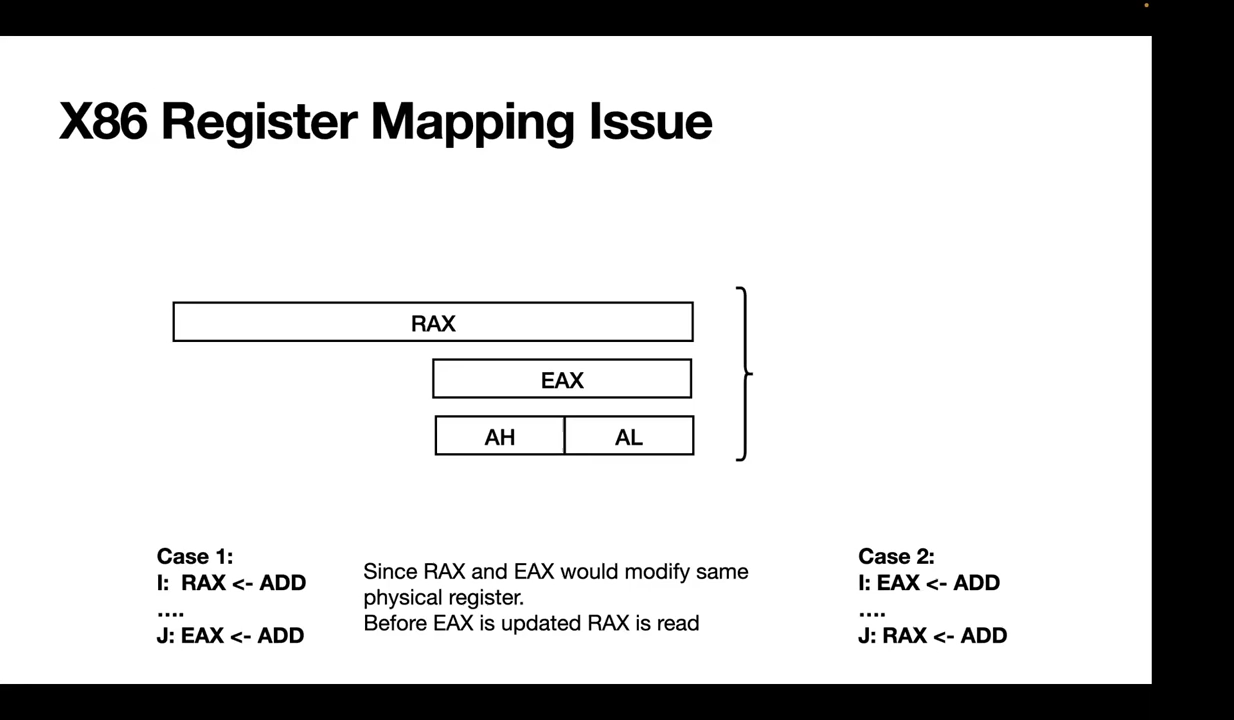 X86 Register Mapping Issue
RAX
EAX
AH AL
Case 1:
I: RAX <- ADD
....
J: EAX <- ADD
Since RAX and EAX would modify same
physical register.
Before EAX is updated RAX is read
Case 2:
I: EAX <- ADD
....
J: RAX <- ADD